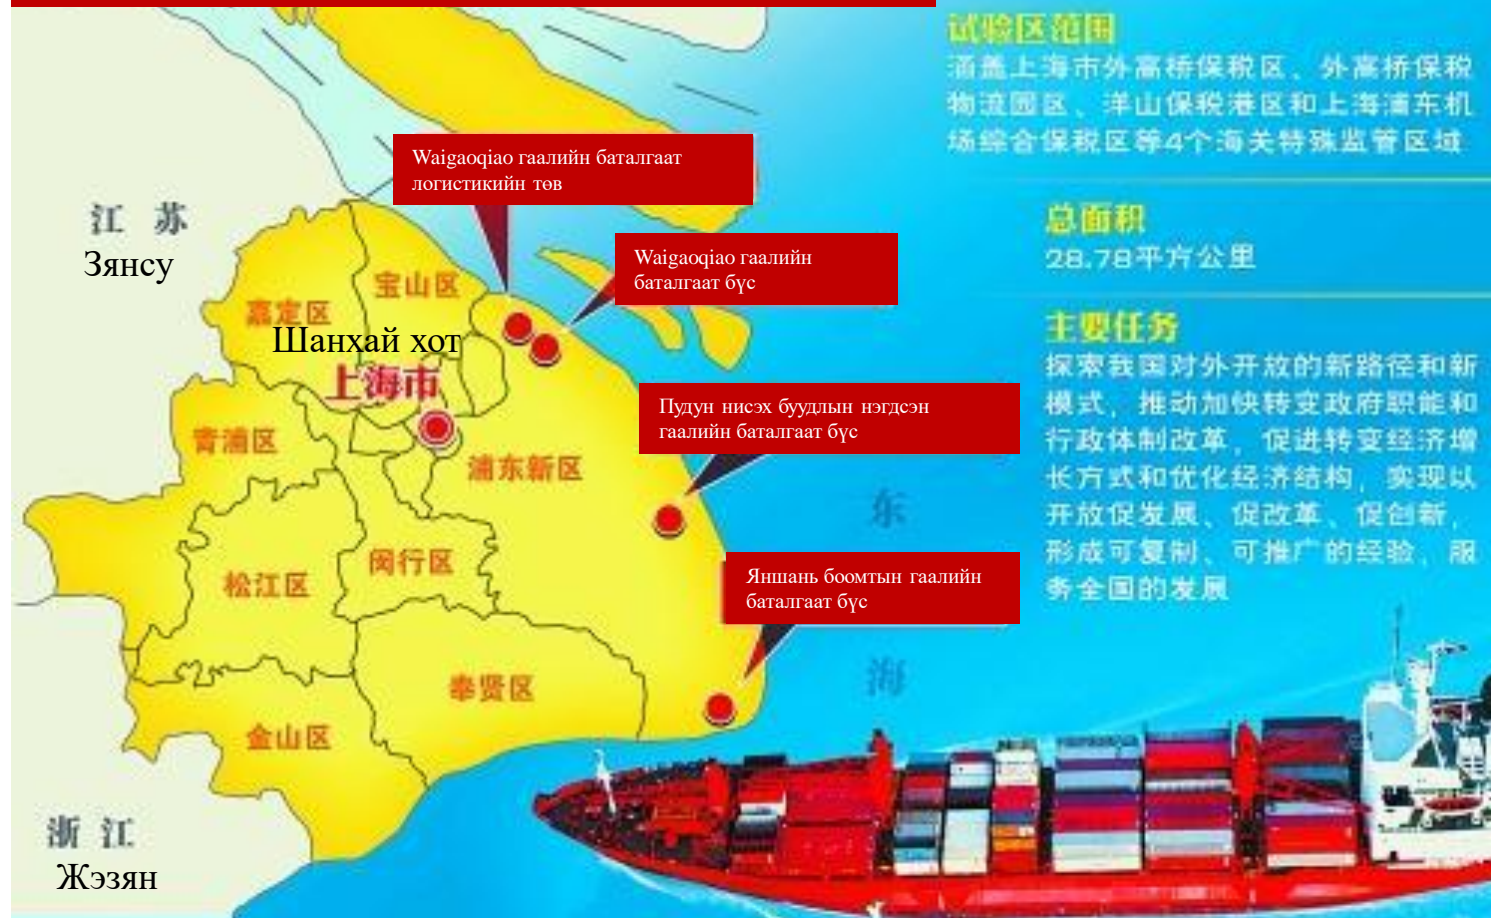 试验区范围
涵盖上海市外高桥保税区、外高桥保税
物流园区、洋山保税港区和上海浦东机
场综合保税区等4个海关特殊监管区域
Waigaoqiao гаалийн баталгаат
логистикийн төв
江 苏
Зянсу
总面积
28.78平方公里
Waigaoqiao гаалийн
баталгаат бүс
宝山区
嘉定区
Шанхай хот
上海市
主要任务
探索我国对外开放的新路径和新
模式，推动加快转变政府职能和
行政体制改革，促进转变经济增
长方式和优化经济结构，实现以
开放促发展、促改革、促创新，
形成可复制、可推广的经验，服
务全国的发展
Пудун нисэх буудлын нэгдсэн
гаалийн баталгаат бүс
青浦区
浦东新区
东
海
闵行区
松江区
Яншань боомтын гаалийн
баталгаат бүс
奉贤区
金山区
浙 江
Жэзян